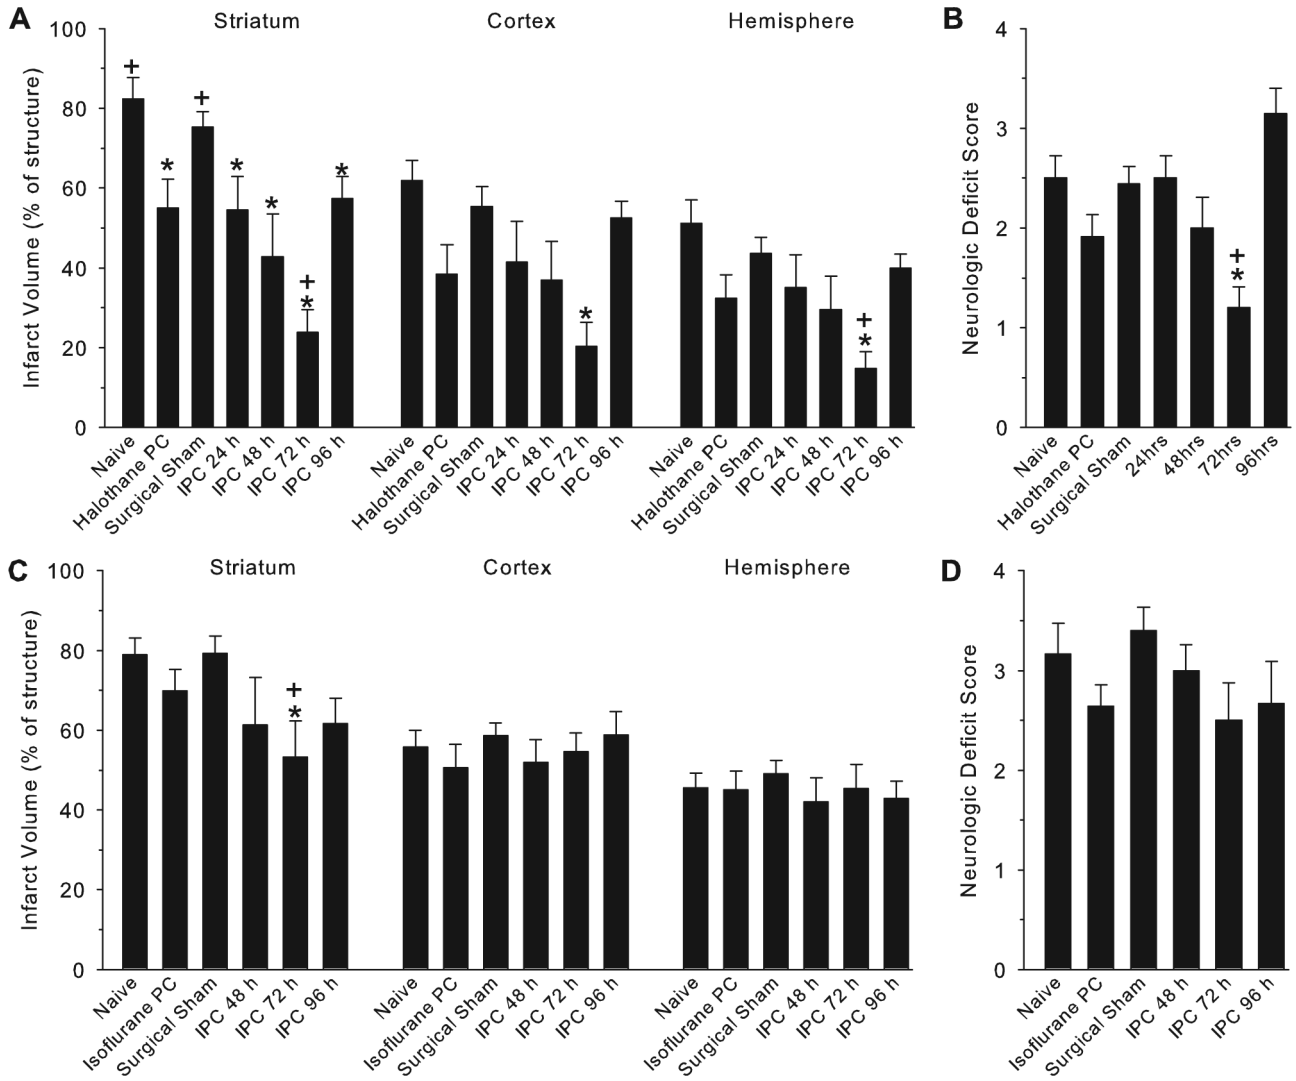 A
Striatum
Cortex
Hemisphere
Infarct Volume (% of structure)
100
80
60
40
20
0
+
*
+
*
*
+
*
*
*
+
*
Naive
Halothane PC
Surgical Sham
IPC 24 h
IPC 48 h
IPC 72 h
IPC 96 h
Naive
Halothane PC
Surgical Sham
IPC 24 h
IPC 48 h
IPC 72 h
IPC 96 h
Naive
Halothane PC
Surgical Sham
IPC 24 h
IPC 48 h
IPC 72 h
IPC 96 h
B
Neurologic Deficit Score
4
3
2
1
0
+
*
Naive
Halothane PC
Surgical Sham
24hrs
48hrs
72hrs
96hrs
C
Striatum
Cortex
Hemisphere
Infarct Volume (% of structure)
100
80
60
40
20
0
+
*
Naive
Isoflurane PC
Surgical Sham
IPC 48 h
IPC 72 h
IPC 96 h
Naive
Isoflurane PC
Surgical Sham
IPC 48 h
IPC 72 h
IPC 96 h
Naive
Isoflurane PC
Surgical Sham
IPC 48 h
IPC 72 h
IPC 96 h
D
Neurologic Deficit Score
4
3
2
1
0
Naive
Isoflurane PC
Surgical Sham
IPC 48 h
IPC 72 h
IPC 96 h